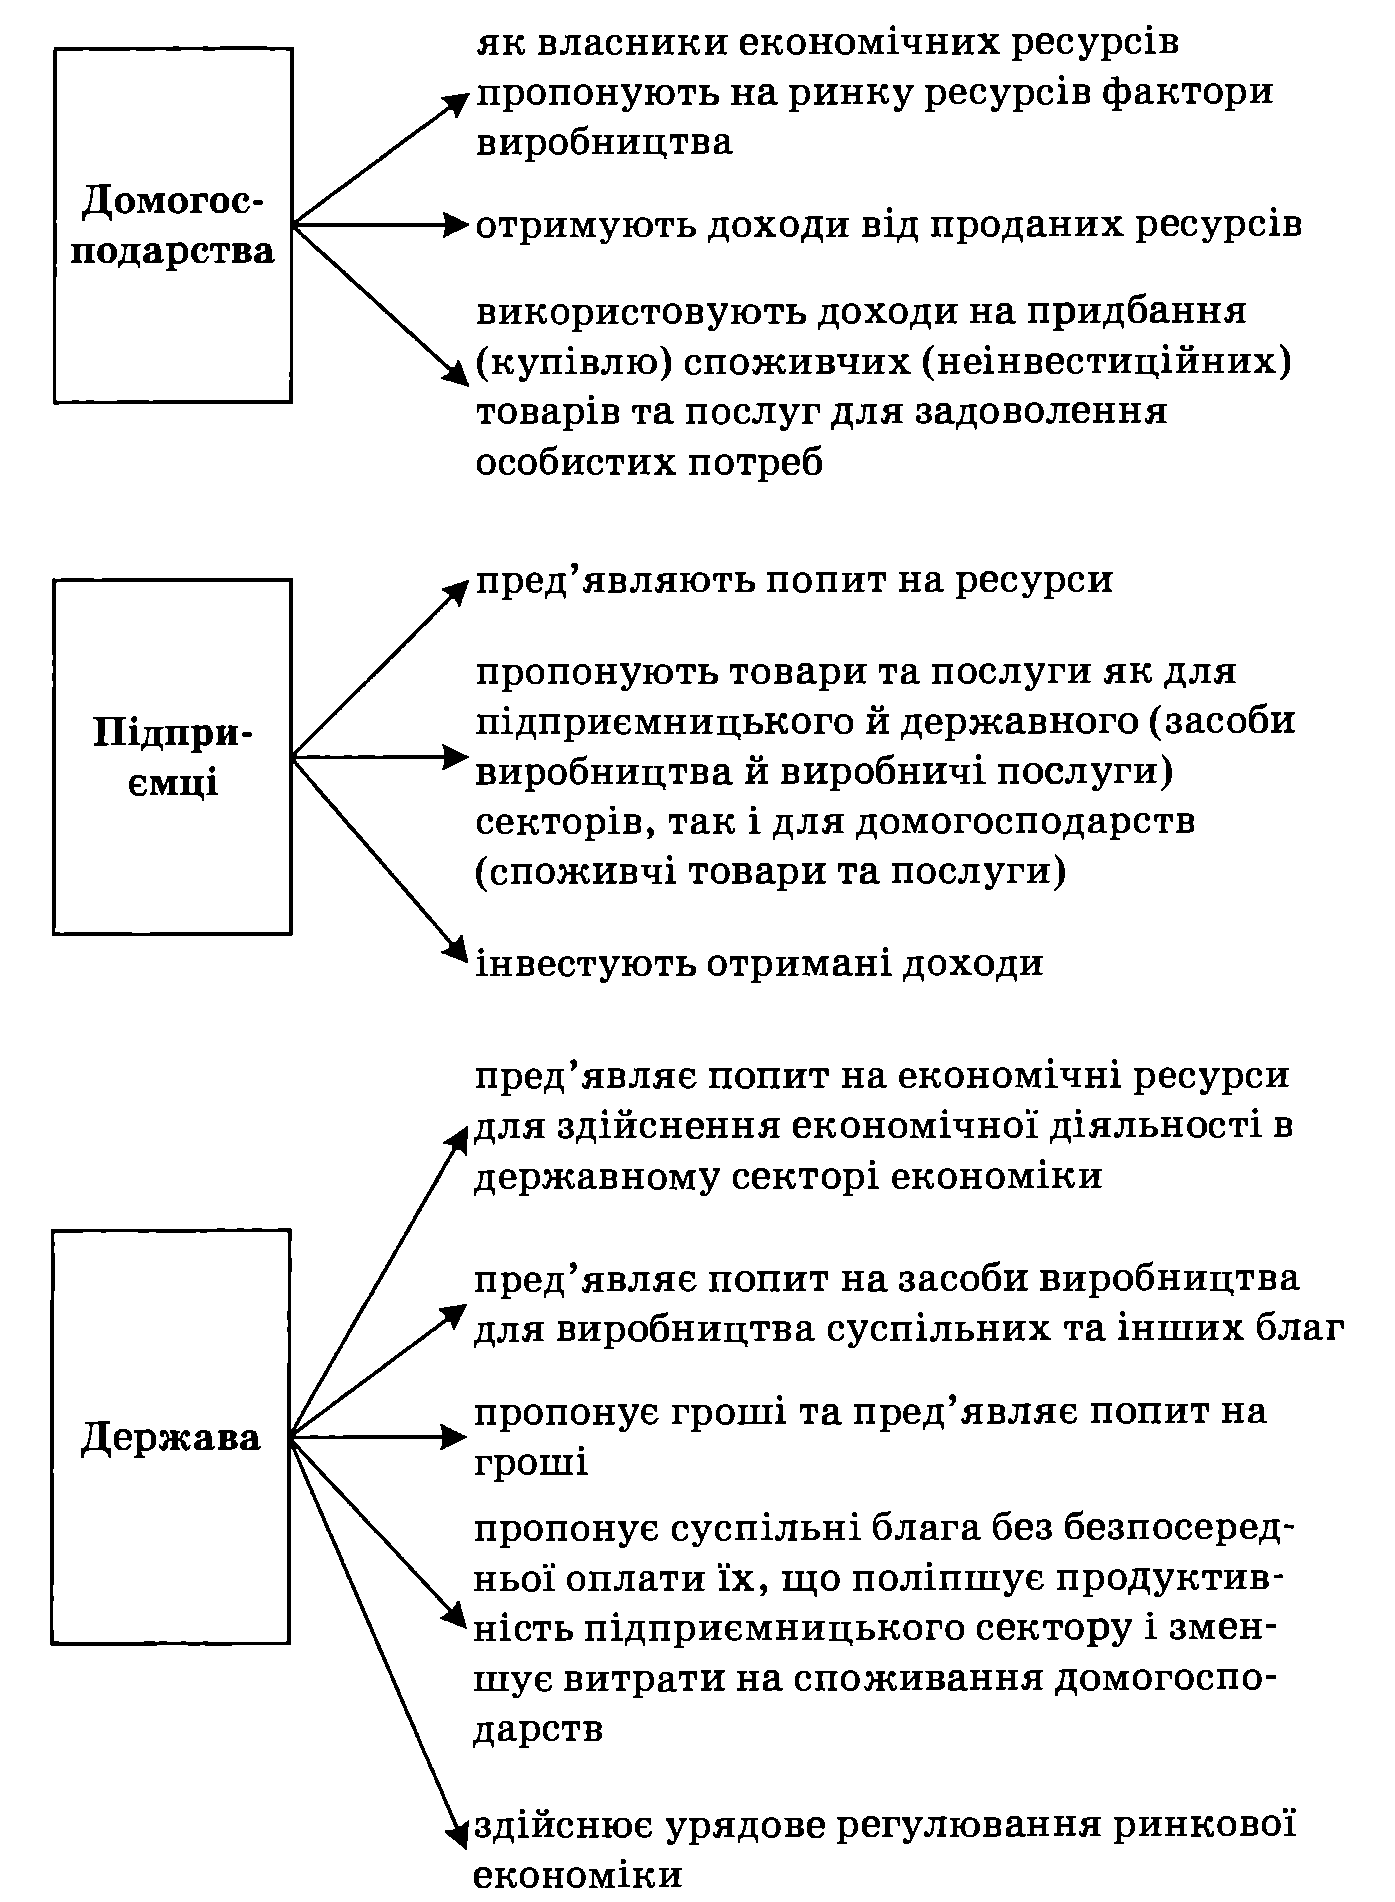 Домогос-
подарства
як власники економічних ресурсів
пропонують на ринку ресурсів фактори
виробництва
отримують доходи від проданих ресурсів
використовують доходи на придбання
(купівлю) споживчих (неінвестиційних)
товарів та послуг для задоволення
особистих потреб
Підпри-
ємці
пред’являють попит на ресурси
пропонують товари та послуги як для
підприємницького й державного (засоби
виробництва й виробничі послуги)
секторів, так і для домогосподарств
(споживчі товари та послуги)
інвестують отримані доходи
Держава
пред’являє попит на економічні ресурси
для здійснення економічної діяльності в
державному секторі економіки
пред’являє попит на засоби виробництва
для виробництва суспільних та інших благ
пропонує гроші та пред’являє попит на
гроші
пропонує суспільні блага без безпосеред-
ньої оплати їх, що поліпшує продуктив-
ність підприємницького сектору і змен-
шує витрати на споживання домогоспо-
дарств
здійснює урядове регулювання ринкової
економіки